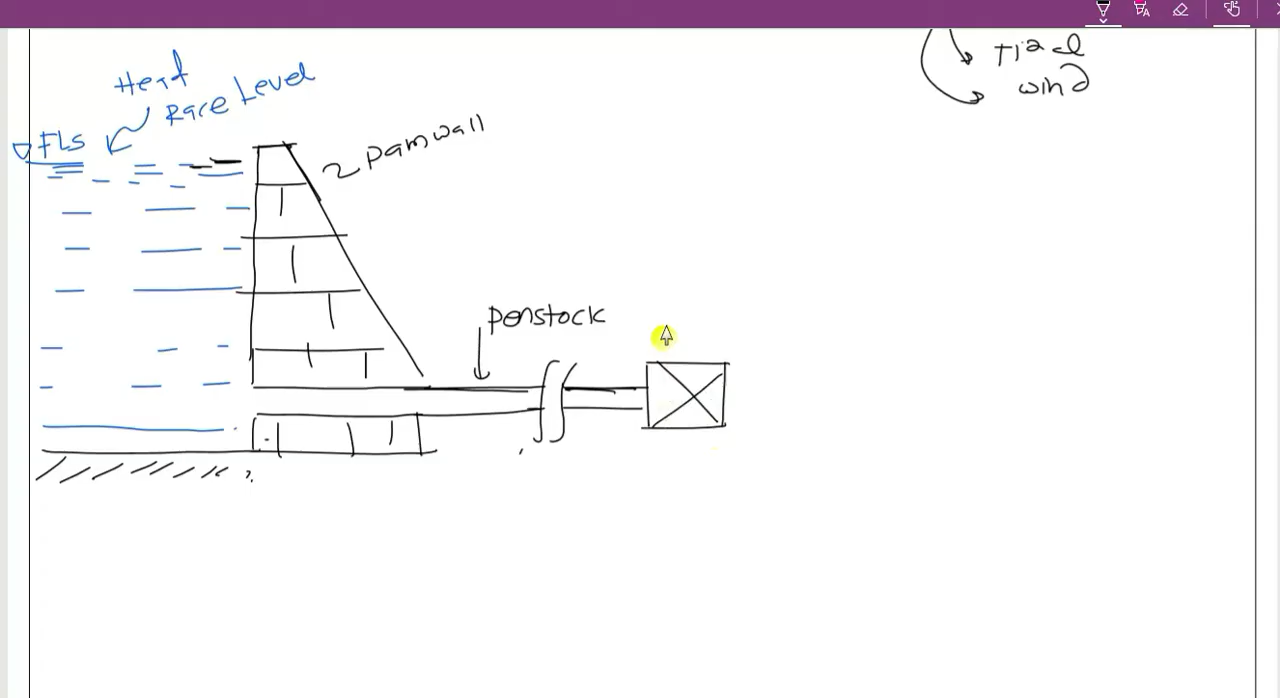 Head
Race Level
FLs
Damwall
Penstock
Tidal
wind